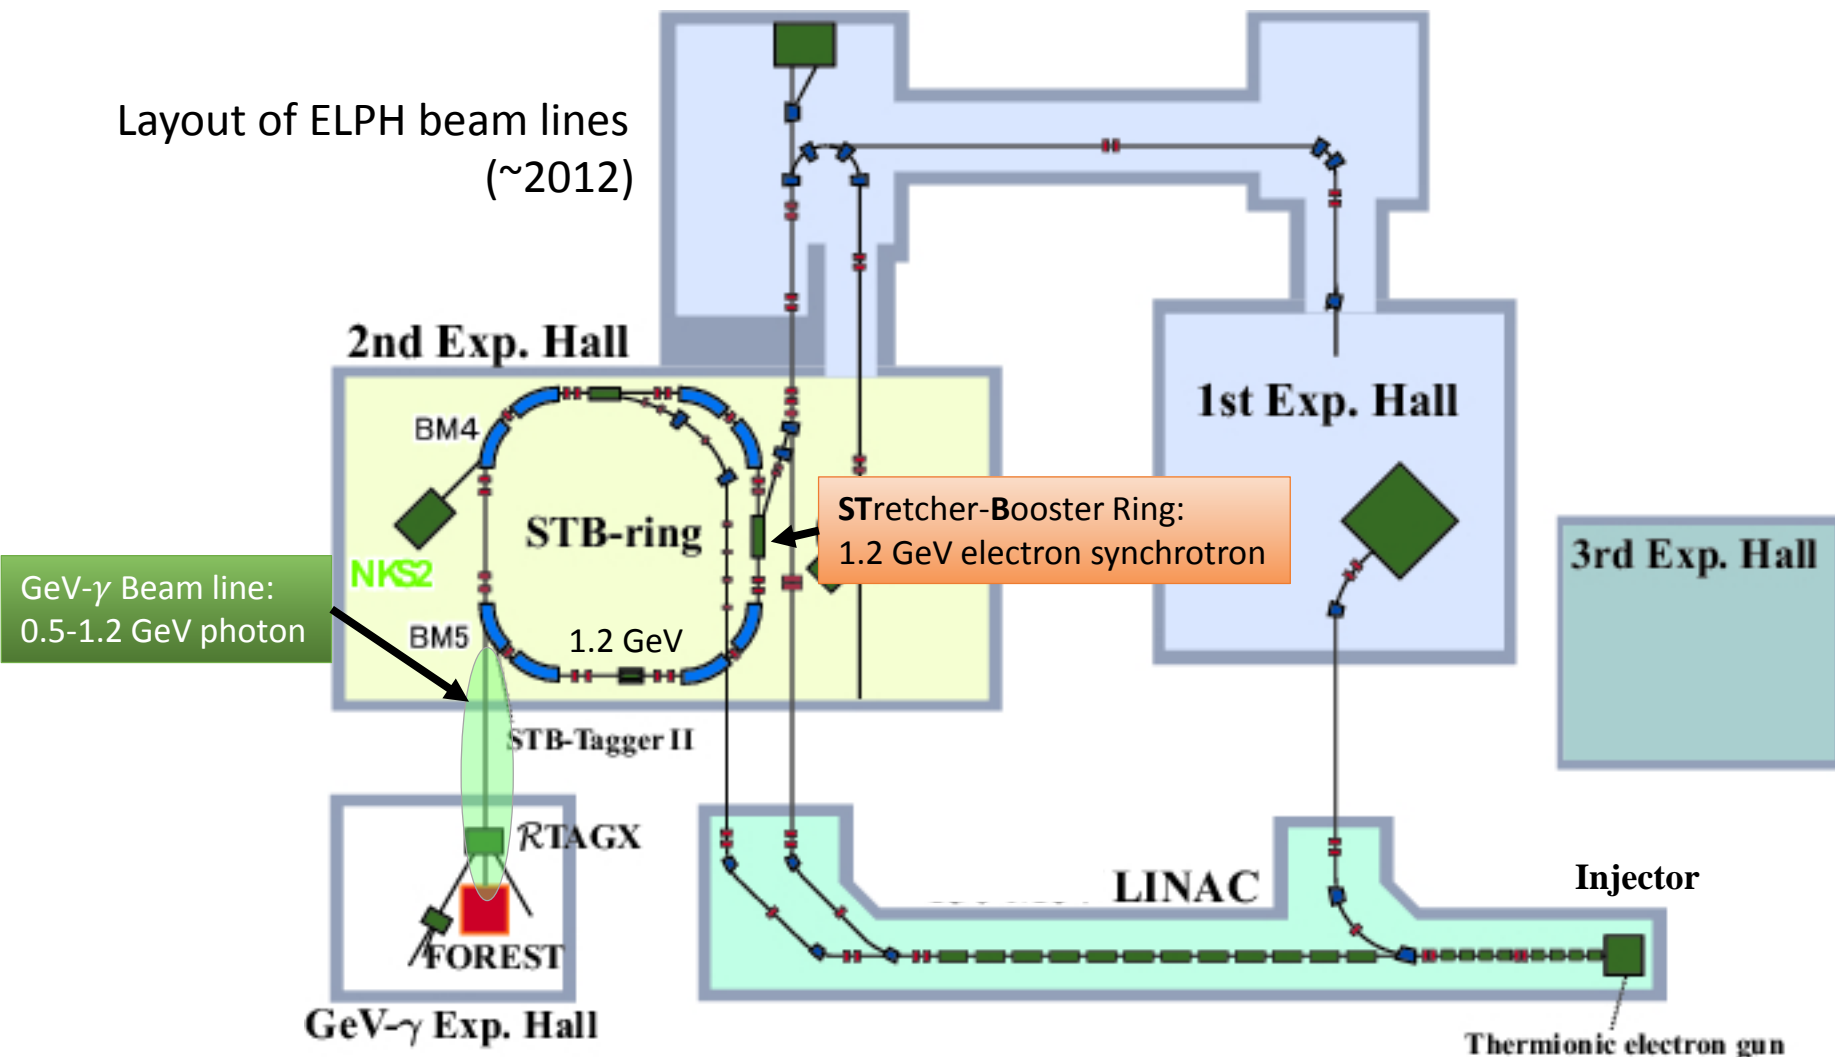 Layout of ELPH beam lines
(~2012)
2nd Exp. Hall
1st Exp. Hall
BM4
STretcher-Booster Ring:
1.2 GeV electron synchrotron
STB-ring
3rd Exp. Hall
NKS2
GeV-γ Beam line:
0.5-1.2 GeV photon
BM5
1.2 GeV
STB-Tagger II
RTAGX
LINAC
Injector
FOREST
GeV-γ Exp. Hall
Thermionic electron gun